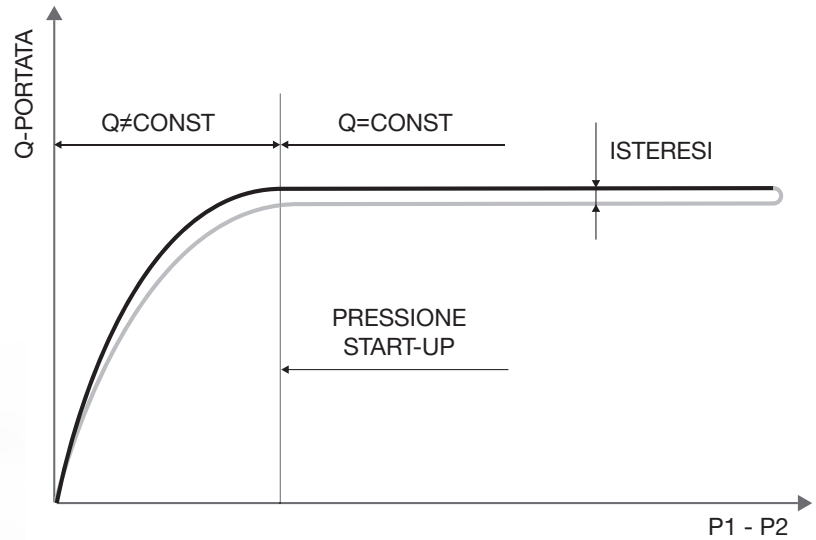 Q-PORTATA
Q≠CONST
Q=CONST
ISTERESI
PRESSIONE
START-UP
P1 - P2